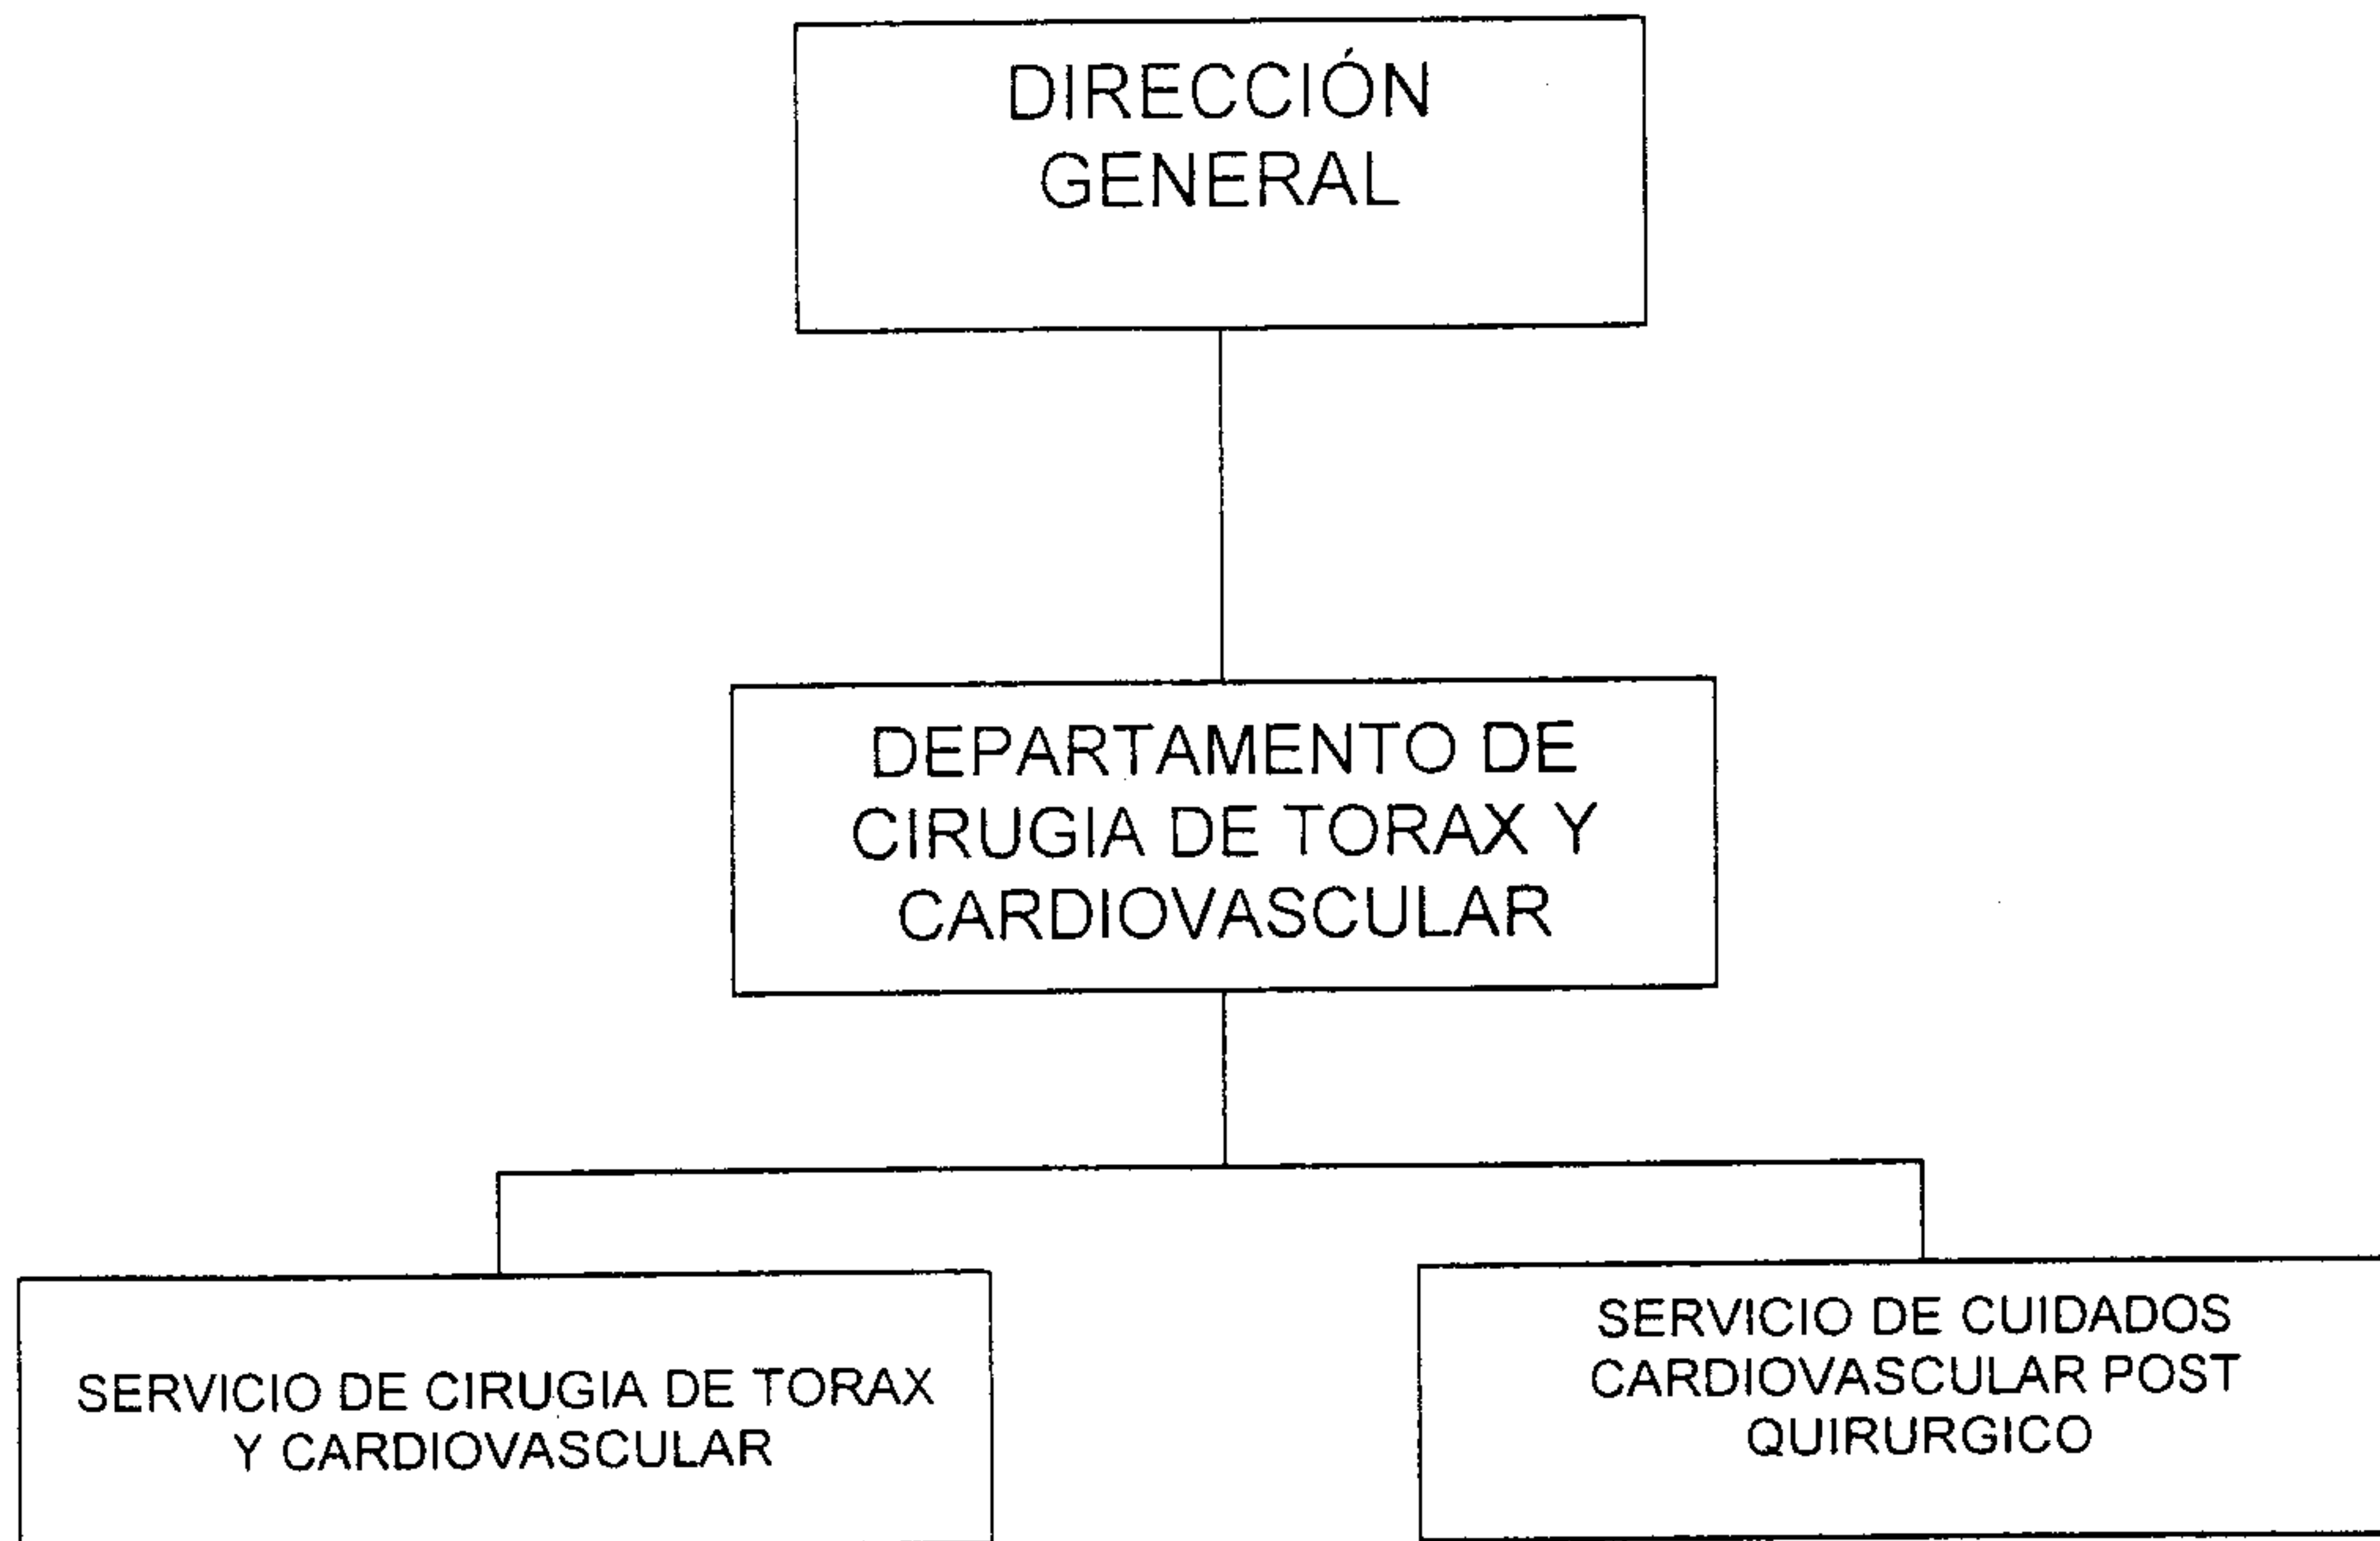 DIRECCIÓN
GENERAL
DEPARTAMENTO DE
CIRUGIA DE TORAX Y
CARDIOVASCULAR
SERVICIO DE CIRUGIA DE TORAX
Y CARDIOVASCULAR
SERVICIO DE CUIDADOS
CARDIOVASCULAR POST
QUIRURGICO